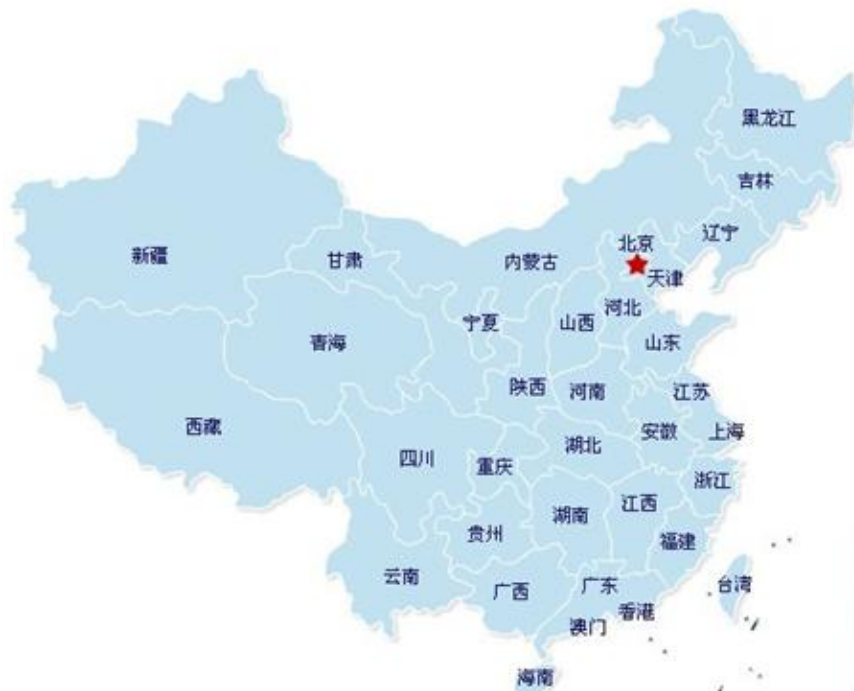 黑龙江
吉林
辽宁
北京
天津
内蒙古
甘肃
新疆
河北
宁夏
山西
山东
青海
陕西
河南
江苏
西藏
安徽
上海
湖北
四川
重庆
浙江
江西
湖南
贵州
福建
云南
广西
广东
台湾
香港
澳门
海南